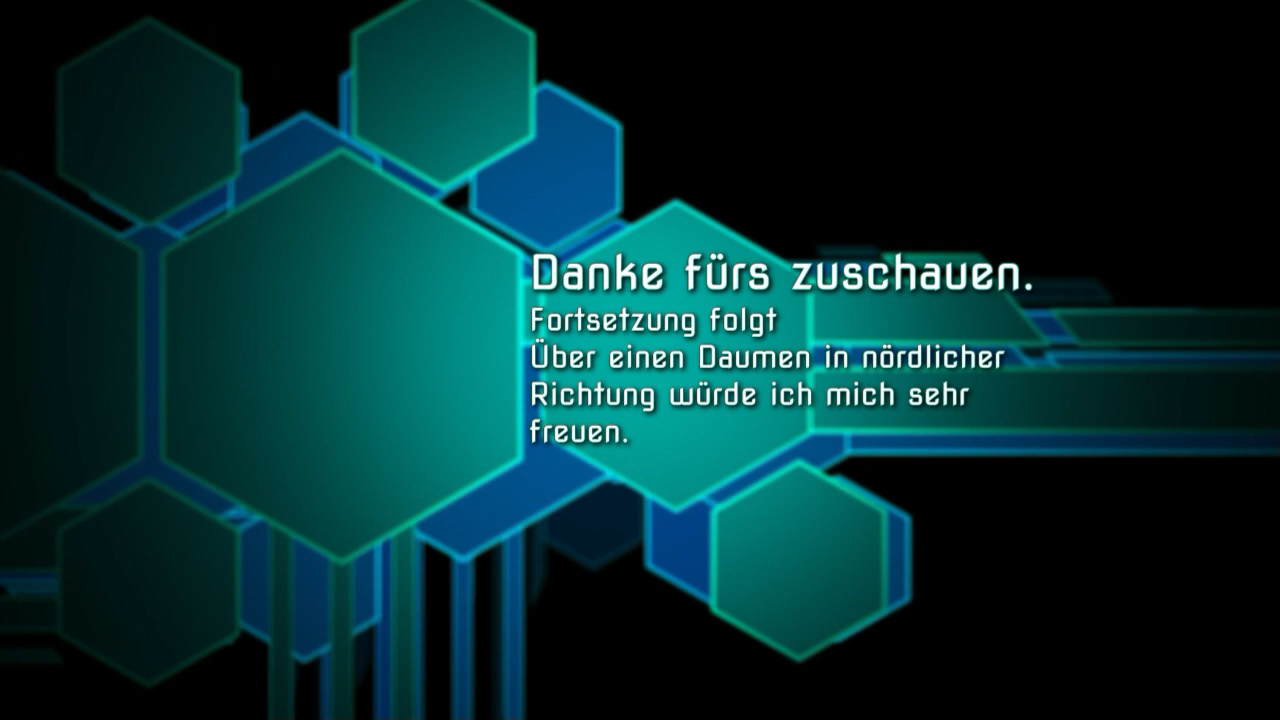 Danke fürs zuschauen.
Fortsetzung folgt
Über einen Daumen in nördlicher
Richtung würde ich mich sehr
freuen.